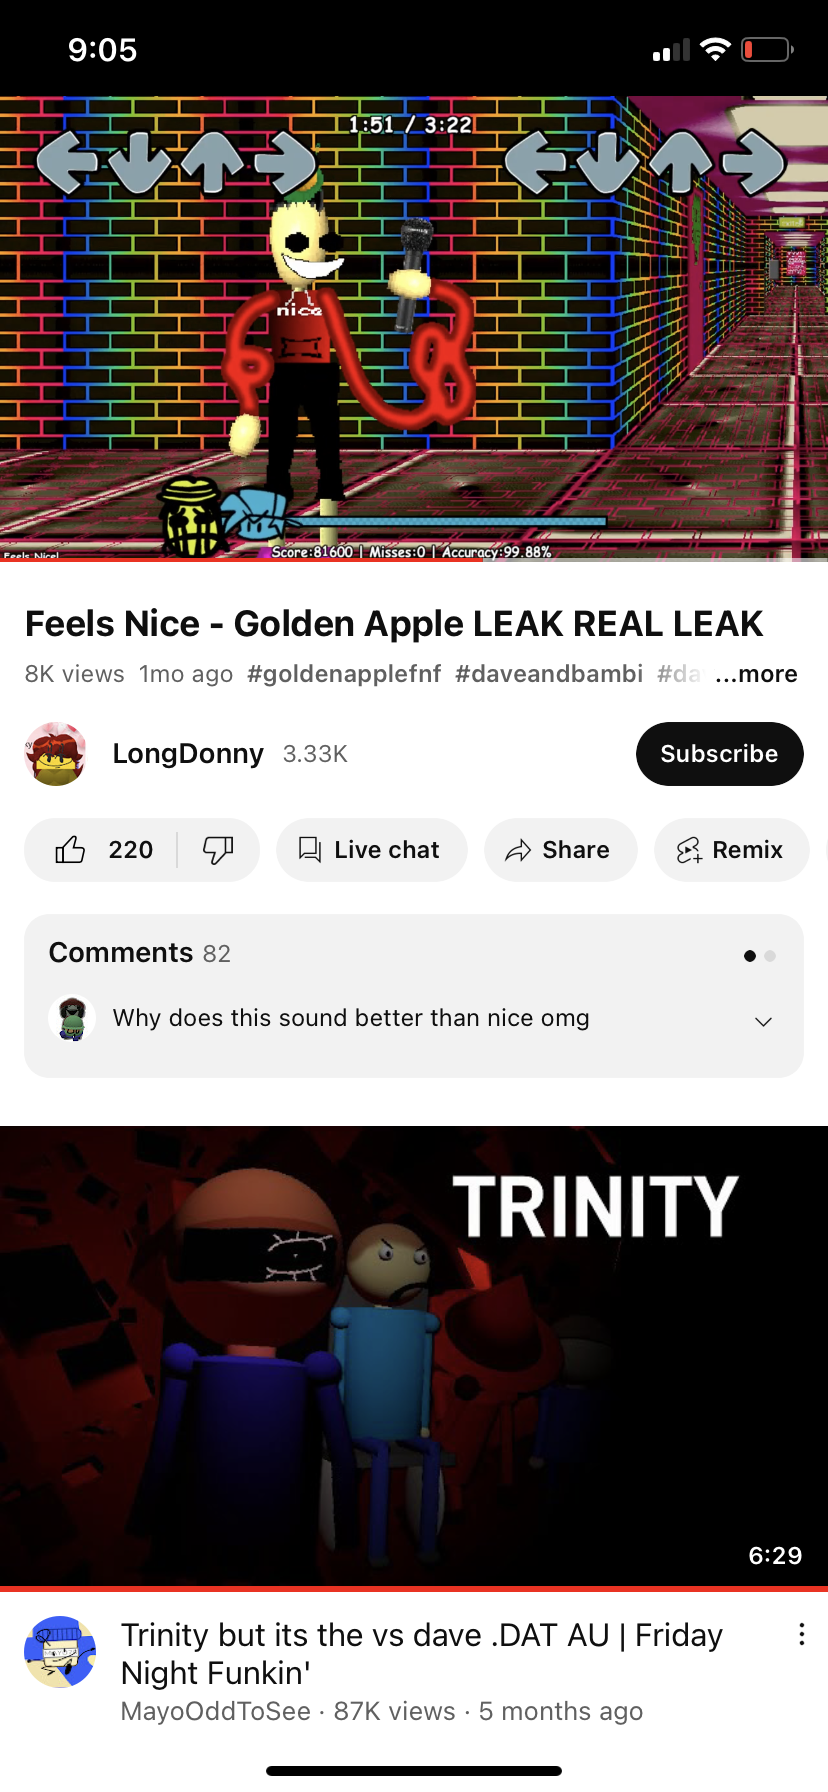 9:05
1:51 / 3:22
nice
Score:81600 | Misses:0 | Accuracy:99.88%
Feels Nice!
Feels Nice - Golden Apple LEAK REAL LEAK
8K views 1mo ago #goldenapplefnf #daveandbambi #da ...more
LongDonny 3.33K
Subscribe
220
Live chat
Share
Remix
Comments 82
Why does this sound better than nice omg
TRINITY
6:29
Trinity but its the vs dave .DAT AU | Friday
Night Funkin'
MayoOddToSee · 87K views · 5 months ago